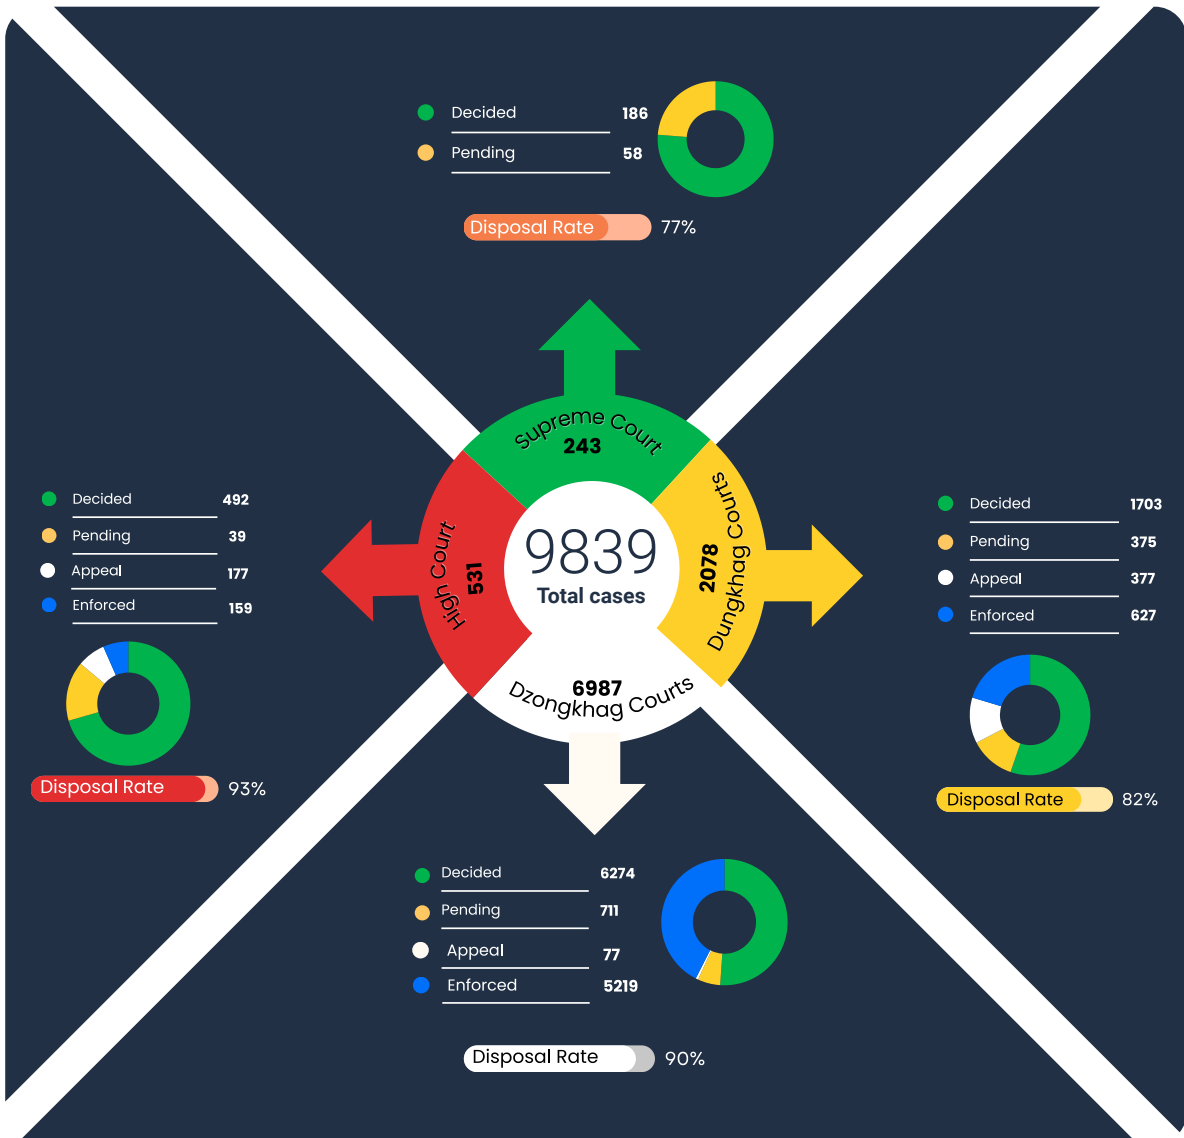 Decided 186
Pending 58
Disposal Rate 77%
Supreme Court
243
High Court
531
9839
Total cases
Dungkhag Courts
2078
6987
Dzongkhag Courts
Decided 492
Pending 39
Appeal 177
Enforced 159
Disposal Rate 93%
Decided 1703
Pending 375
Appeal 377
Enforced 627
Disposal Rate 82%
Decided 6274
Pending 711
Appeal 77
Enforced 5219
Disposal Rate 90%